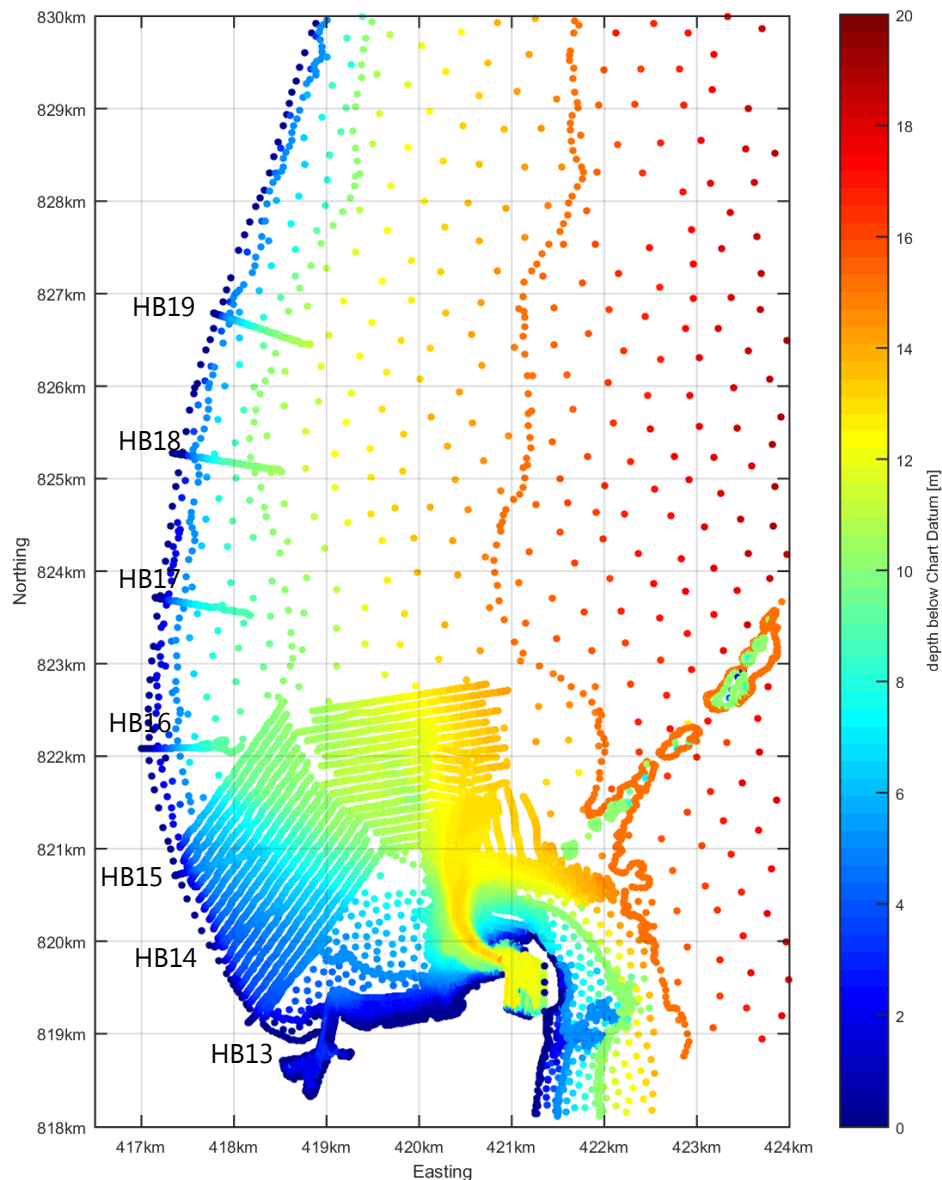 830km
829km
828km
827km
826km
825km
824km
823km
822km
821km
820km
819km
818km
Northing
HB19
HB18
HB17
HB16
HB15
HB14
HB13
417km 418km 419km 420km 421km 422km 423km 424km
Easting
20
18
16
14
12
10
8
6
4
2
0
depth below Chart Datum [m]